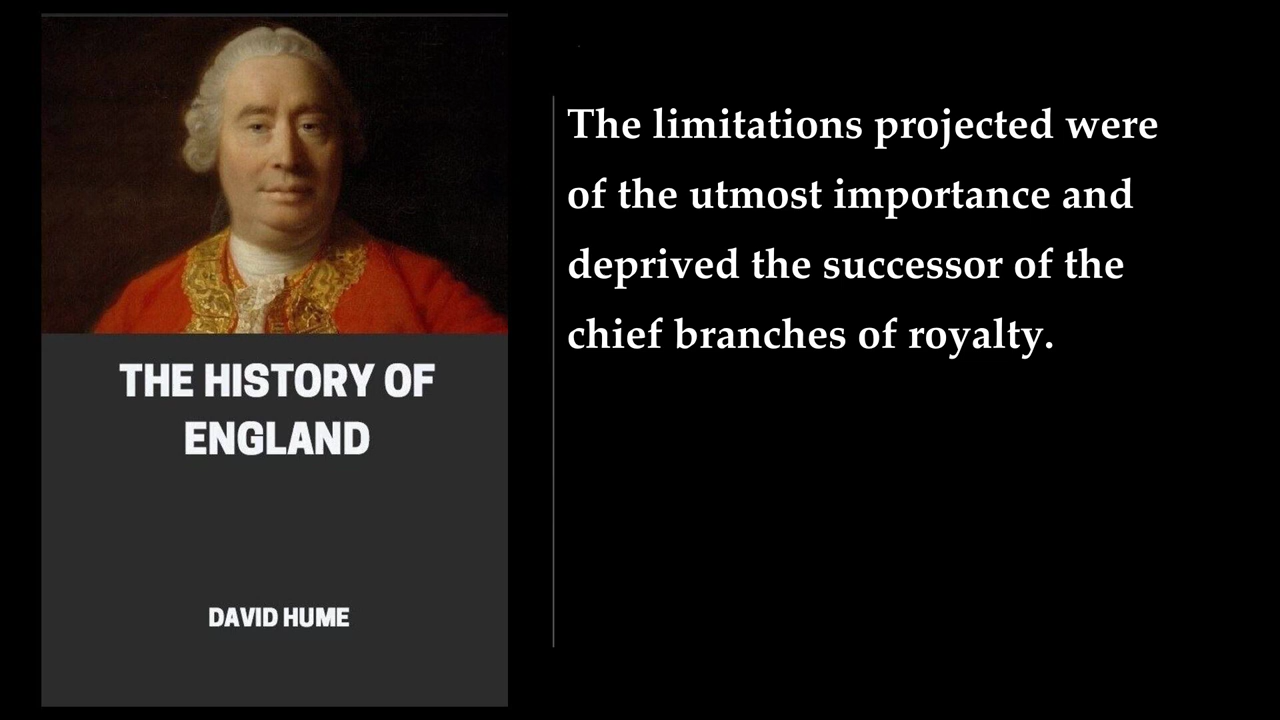 THE HISTORY OF
ENGLAND
DAVID HUME
The limitations projected were
of the utmost importance and
deprived the successor of the
chief branches of royalty.